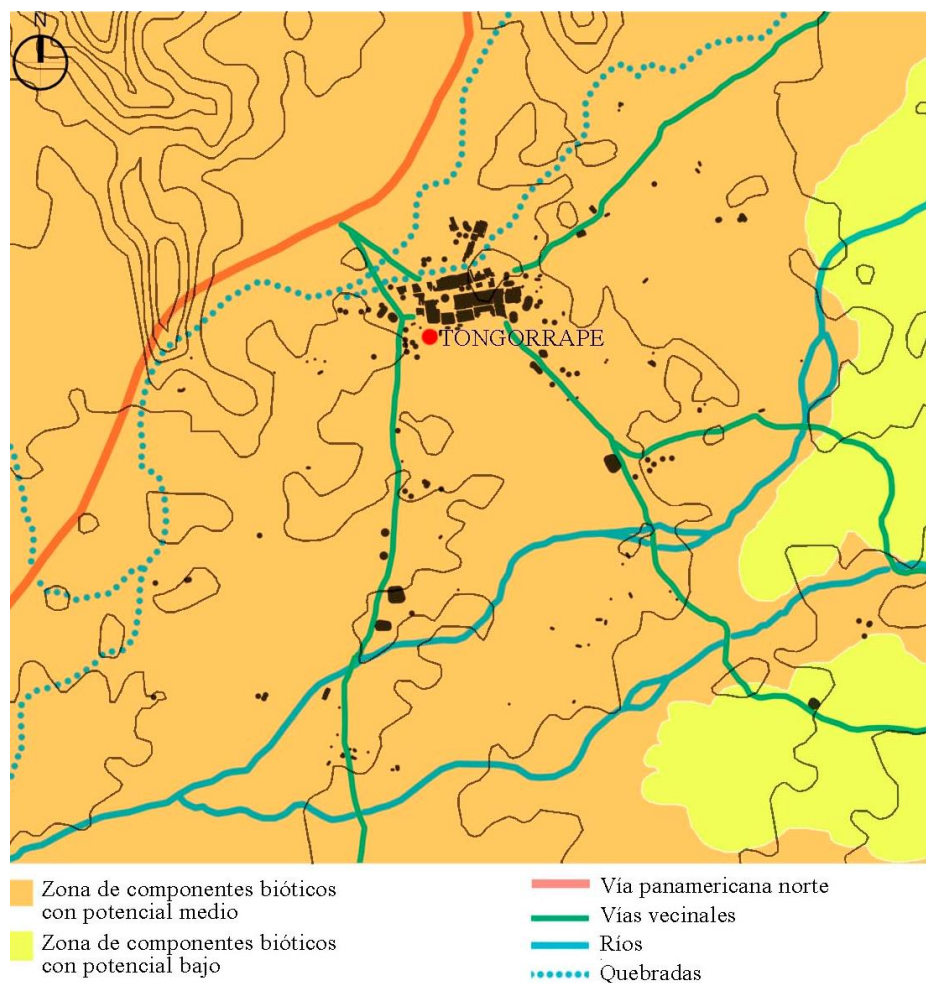 N
TONGORRAPE
Zona de componentes bióticos
con potencial medio
Zona de componentes bióticos
con potencial bajo
Vía panamericana norte
Vías vecinales
Ríos
Quebradas